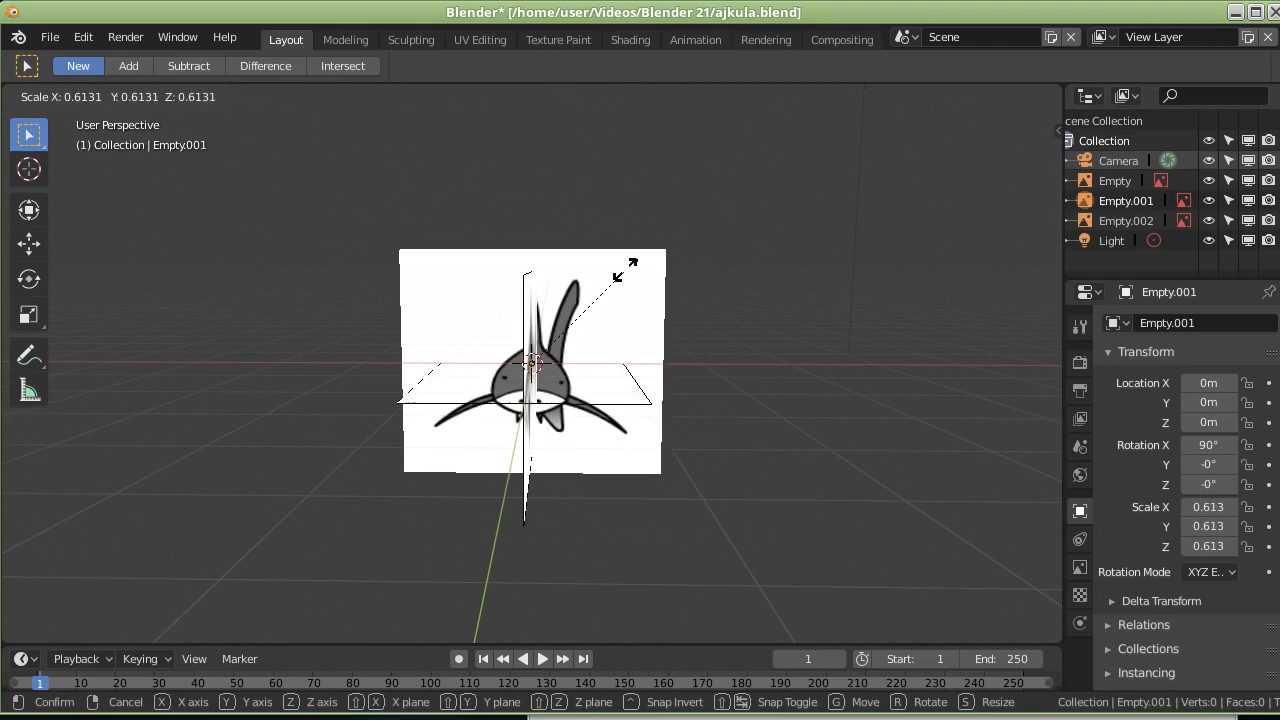 Blender* [/home/user/Videos/Blender 21/ajkula.blend]
File Edit Render Window Help Layout Modeling Sculpting UV Editing Texture Paint Shading Animation Rendering Compositing Scene View Layer
New Add Subtract Difference Intersect
Scale X: 0.6131 Y: 0.6131 Z: 0.6131
User Perspective
(1) Collection | Empty.001
cene Collection
Collection
Camera
Empty
Empty.001
Empty.002
Light
Empty.001
Empty.001
Transform
Location X 0m
Y 0m
Z 0m
Rotation X 90°
Y -0°
Z -0°
Scale X 0.613
Y 0.613
Z 0.613
Rotation Mode XYZ E..
Delta Transform
Relations
Collections
Instancing
Playback Keying View Marker 1 Start: 1 End: 250
1 10 20 30 40 50 60 70 80 90 100 110 120 130 140 150 160 170 180 190 200 210 220 230 240 250
Confirm Cancel X X axis Y Y axis Z Z axis X X plane Y Y plane Z Z plane Snap Invert Snap Toggle G Move R Rotate S Resize Collection | Empty.001 | Verts:0 | Faces:0 | T